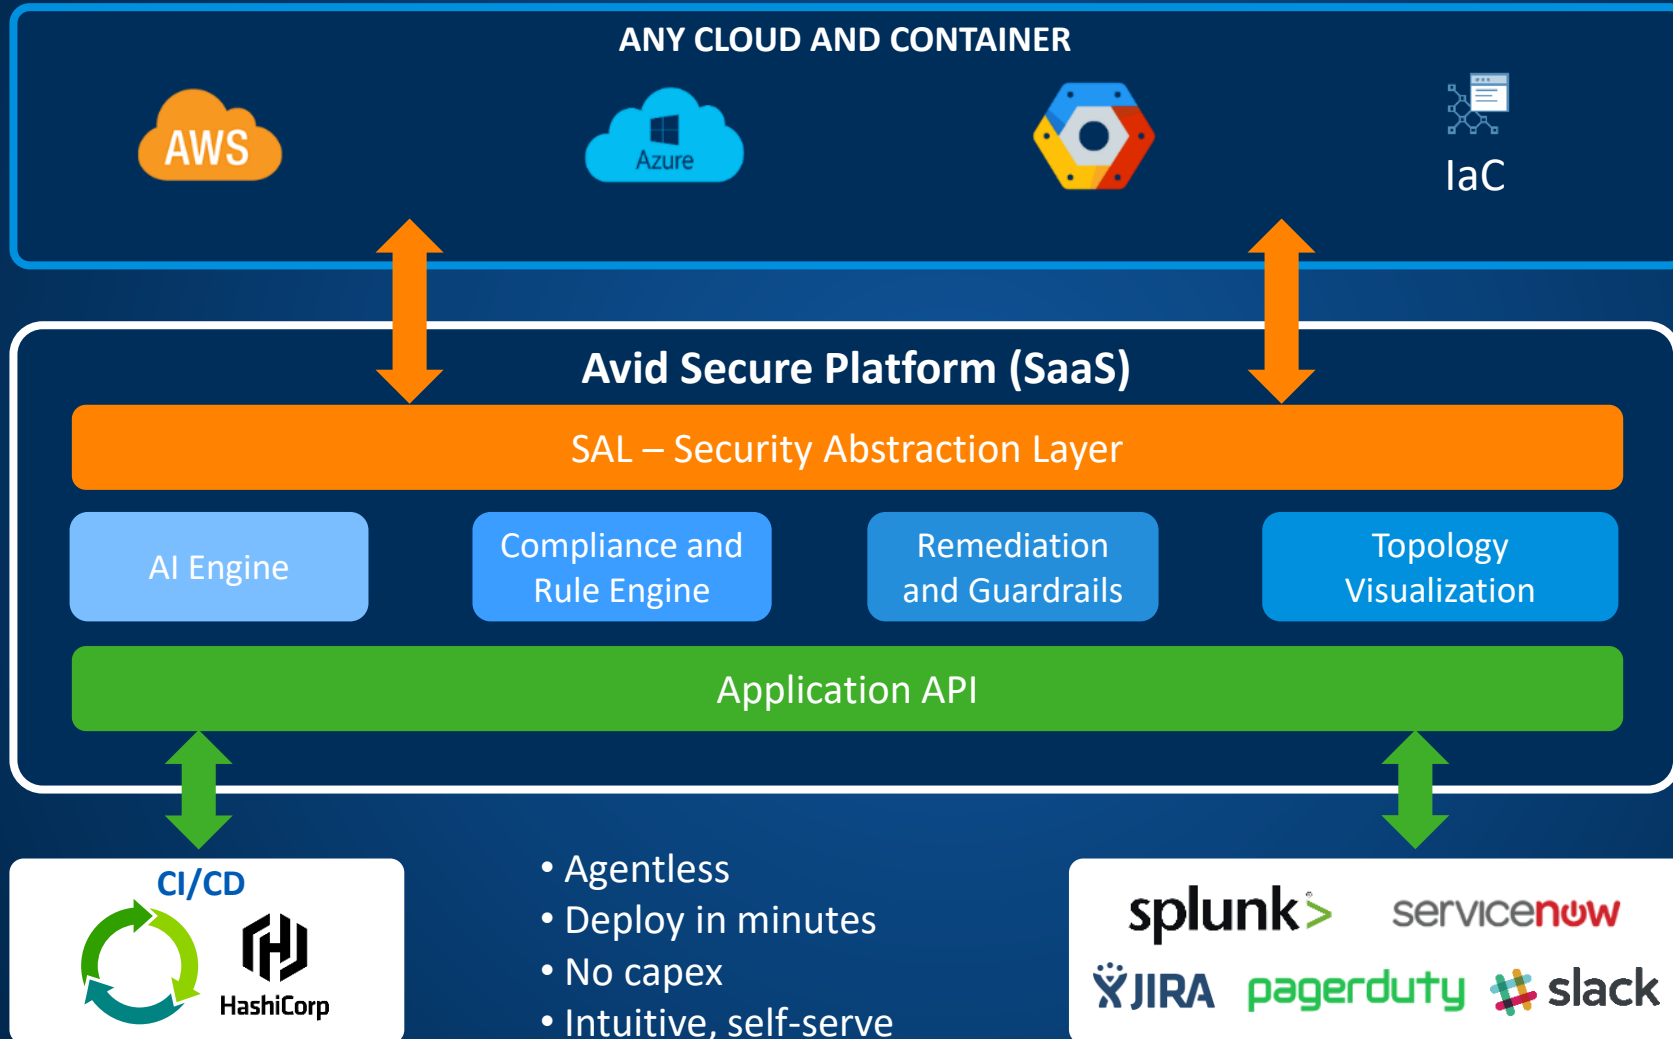 ANY CLOUD AND CONTAINER
AWS
Azure
IaC
Avid Secure Platform (SaaS)
SAL – Security Abstraction Layer
AI Engine
Compliance and
Rule Engine
Remediation
and Guardrails
Topology
Visualization
Application API
CI/CD
HashiCorp
• Agentless
• Deploy in minutes
• No capex
• Intuitive, self-serve
splunk>
servicenow
JIRA
pagerduty
slack